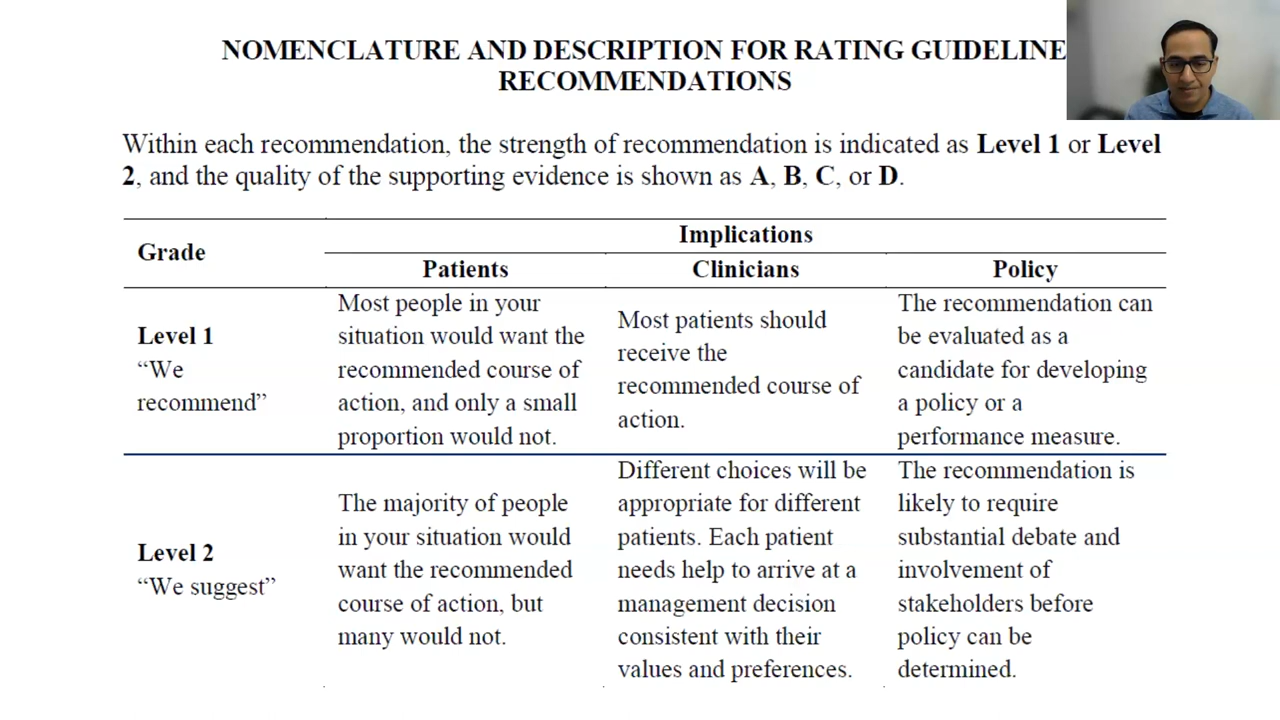 NOMENCLATURE AND DESCRIPTION FOR RATING GUIDELINE
RECOMMENDATIONS
Within each recommendation, the strength of recommendation is indicated as Level 1 or Level
2, and the quality of the supporting evidence is shown as A, B, C, or D.
Grade
Implications
Patients
Clinicians
Policy
Level 1
“We
recommend”
Most people in your
situation would want the
recommended course of
action, and only a small
proportion would not.
Most patients should
receive the
recommended course of
action.
The recommendation can
be evaluated as a
candidate for developing
a policy or a
performance measure.
Level 2
“We suggest”
The majority of people
in your situation would
want the recommended
course of action, but
many would not.
Different choices will be
appropriate for different
patients. Each patient
needs help to arrive at a
management decision
consistent with their
values and preferences.
The recommendation is
likely to require
substantial debate and
involvement of
stakeholders before
policy can be
determined.